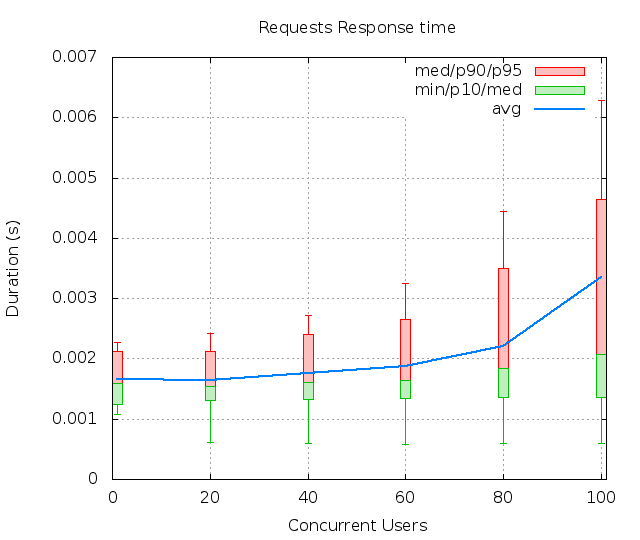 Requests Response time
0.007
0.006
0.005
0.004
0.003
0.002
0.001
0
Duration (s)
med/p90/p95
min/p10/med
avg
0 20 40 60 80 100
Concurrent Users